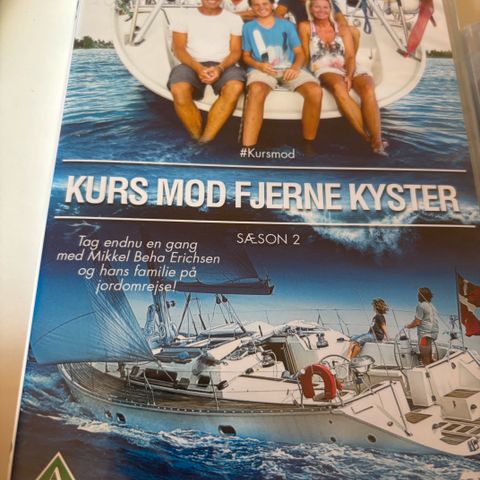 #Kursmod
KURS MOD FJERNE KYSTER
SÆSON 2
Tag endnu en gang
med Mikkel Beha Erichsen
og hans familie på
jordomrejse!
A